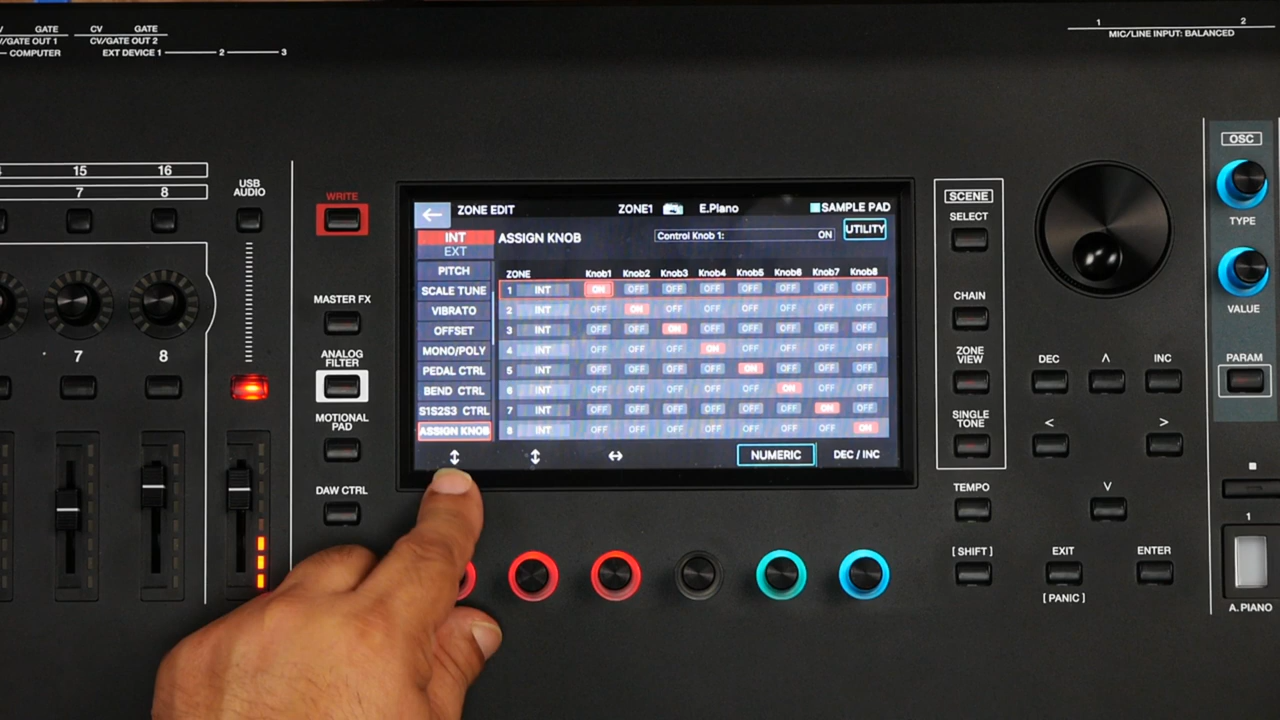 GATE CV GATE
V/GATE OUT 1 CV/GATE OUT 2
COMPUTER EXT DEVICE 1 2 3
1 2
MIC/LINE INPUT: BALANCED
15 16
7 8
USB
AUDIO
7 8
WRITE
MASTER FX
ANALOG
FILTER
MOTIONAL
PAD
DAW CTRL
ZONE EDIT ZONE1 E.Piano SAMPLE PAD
INT
EXT
ASSIGN KNOB Control Knob 1: ON UTILITY
PITCH
SCALE TUNE
VIBRATO
OFFSET
MONO/POLY
PEDAL CTRL
BEND CTRL
S1S2S3 CTRL
ASSIGN KNOB
ZONE Knob1 Knob2 Knob3 Knob4 Knob5 Knob6 Knob7 Knob8
1 INT ON OFF OFF OFF OFF OFF OFF OFF
2 INT OFF ON OFF OFF OFF OFF OFF OFF
3 INT OFF OFF ON OFF OFF OFF OFF OFF
4 INT OFF OFF OFF ON OFF OFF OFF OFF
5 INT OFF OFF OFF OFF ON OFF OFF OFF
6 INT OFF OFF OFF OFF OFF ON OFF OFF
7 INT OFF OFF OFF OFF OFF OFF ON OFF
8 INT OFF OFF OFF OFF OFF OFF OFF ON
NUMERIC DEC / INC
SCENE
SELECT
CHAIN
ZONE
VIEW
SINGLE
TONE
TEMPO
[ SHIFT ]
DEC INC
EXIT ENTER
[ PANIC ]
OSC
TYPE
VALUE
PARAM
1
A. PIANO